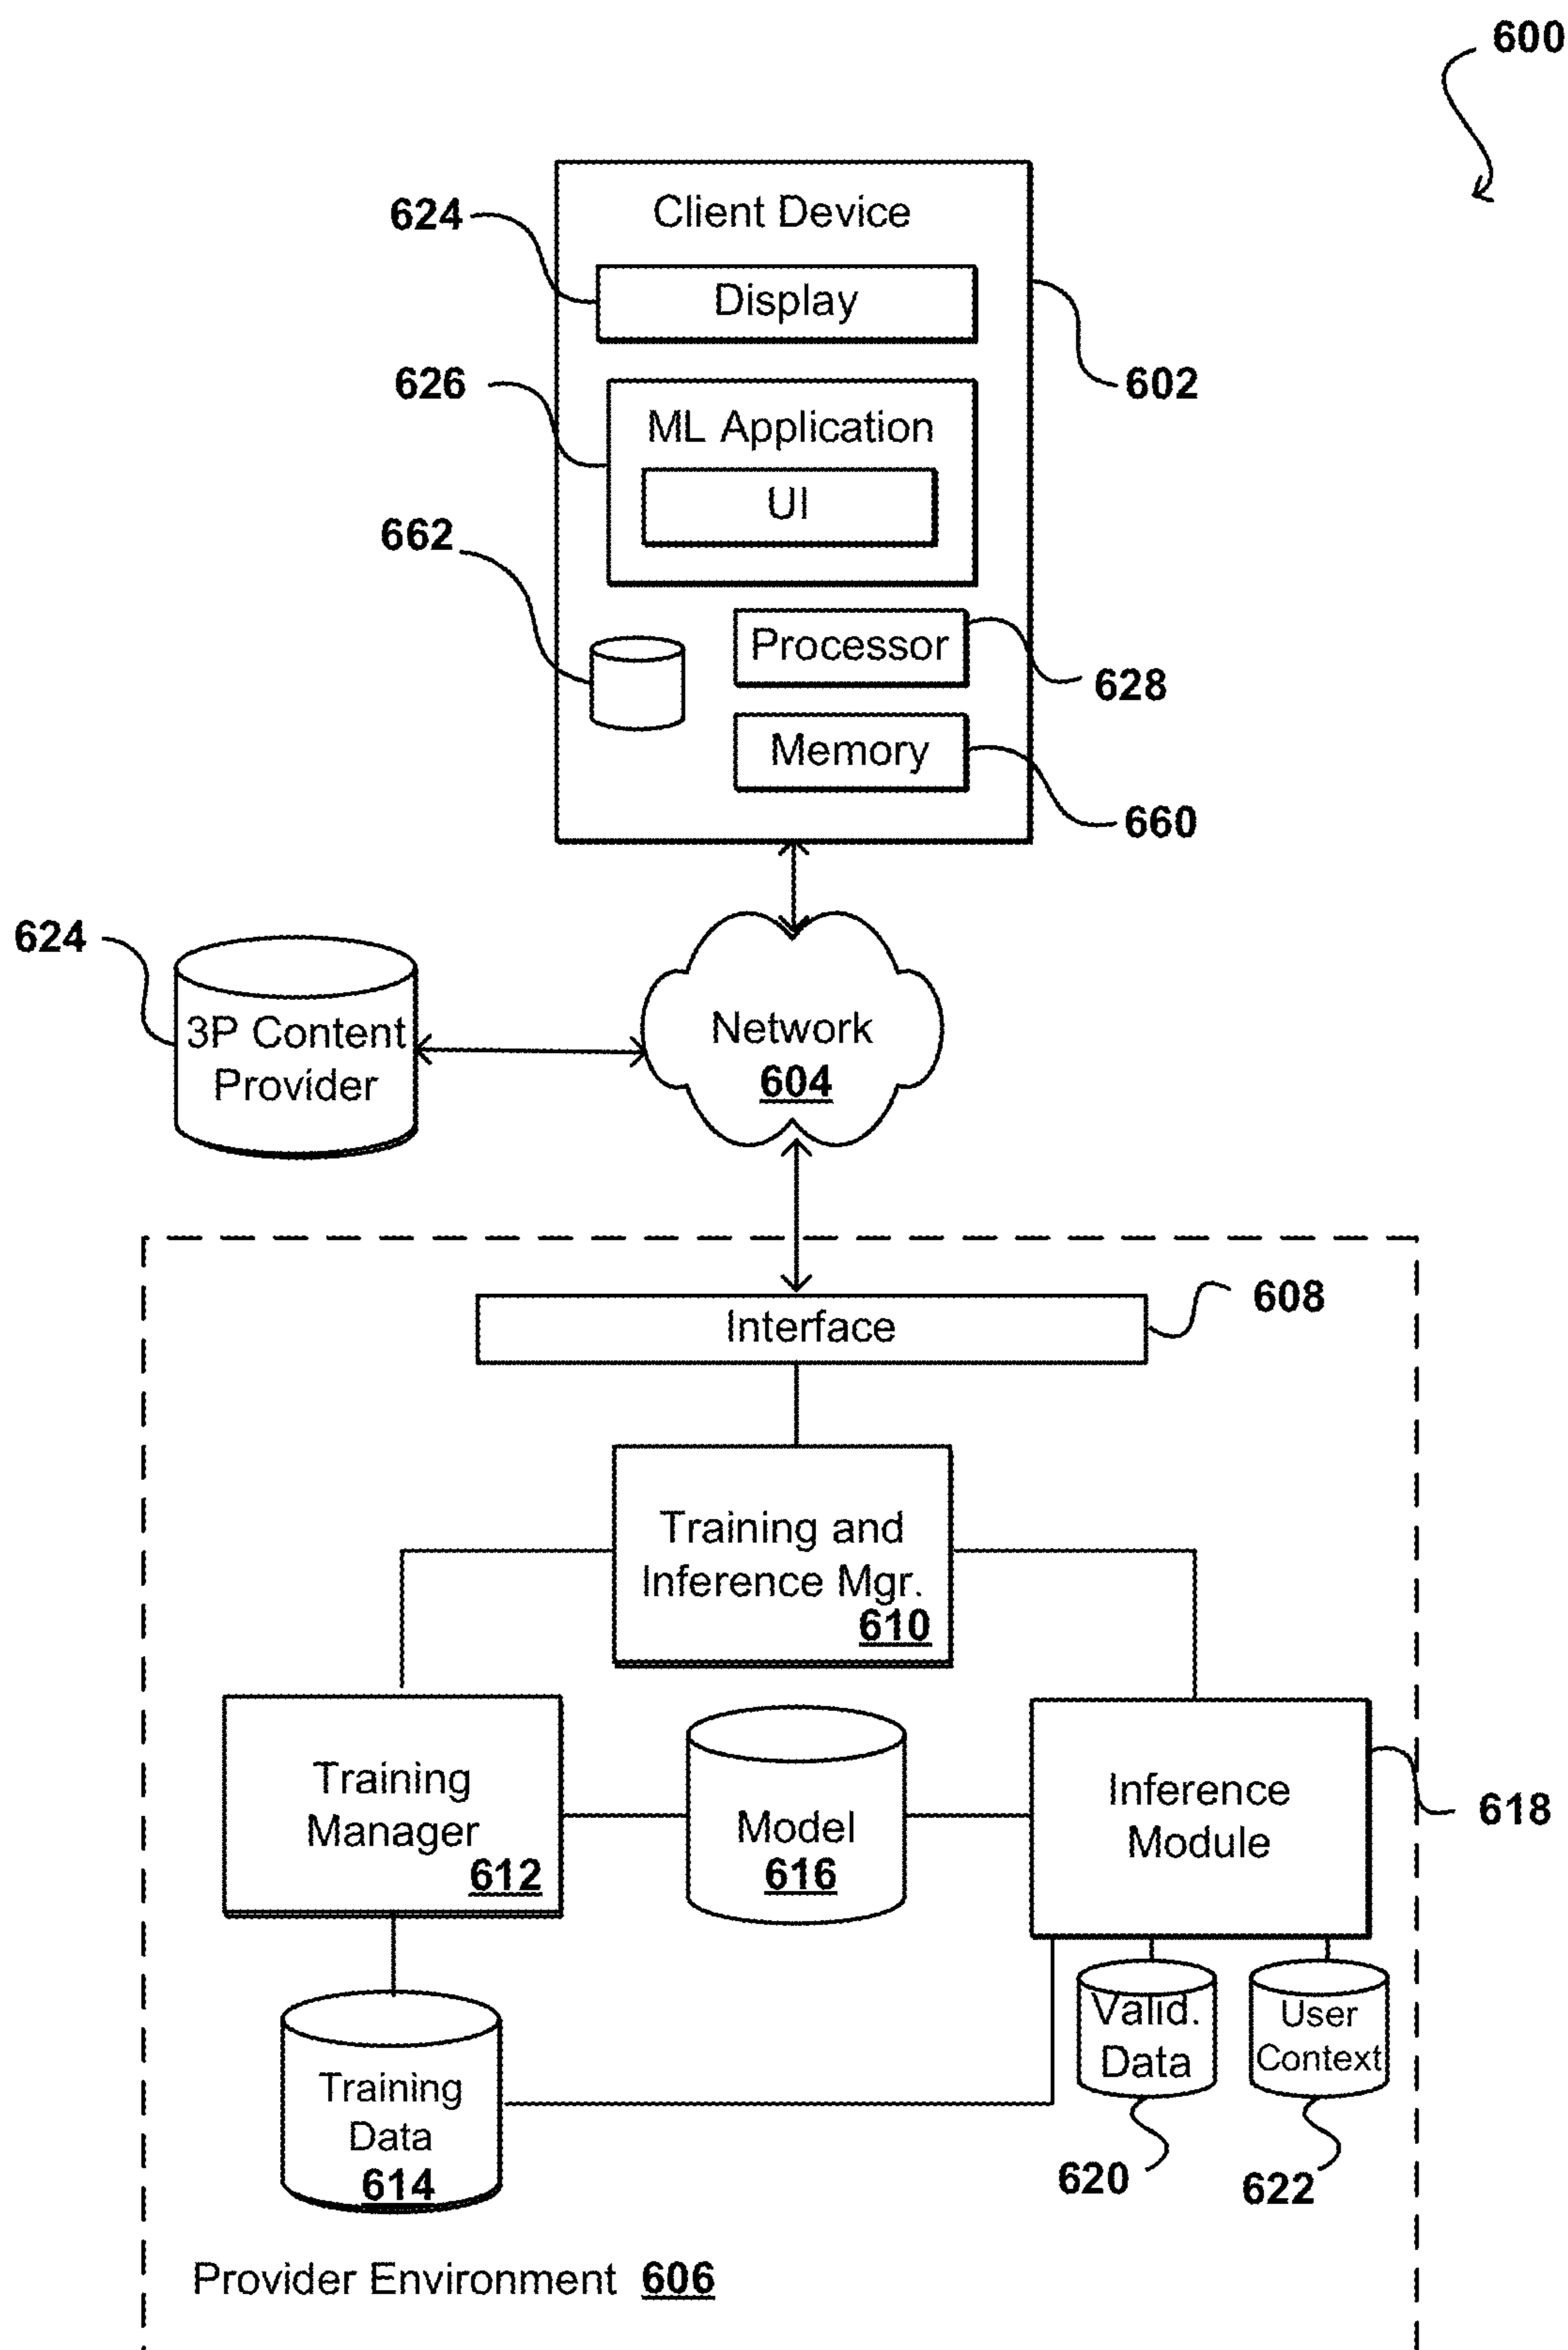 600
Client Device
624
Display
626
602
ML Application
UI
662
Processor
628
Memory
660
624
3P Content
Provider
Network
604
Interface
608
Training and
Inference Mgr.
610
Training
Manager
612
Model
616
Inference
Module
618
Valid.
Data
User
Context
Training
Data
614
620
622
Provider Environment 606